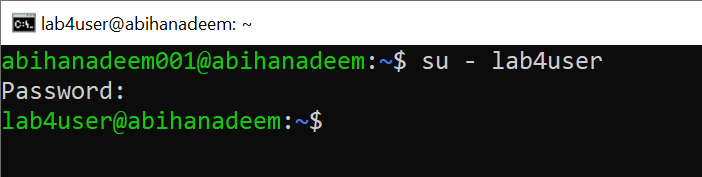 lab4user@abihanadeem: ~
abihanadeem001@abihanadeem:~$ su - lab4user
Password:
lab4user@abihanadeem:~$